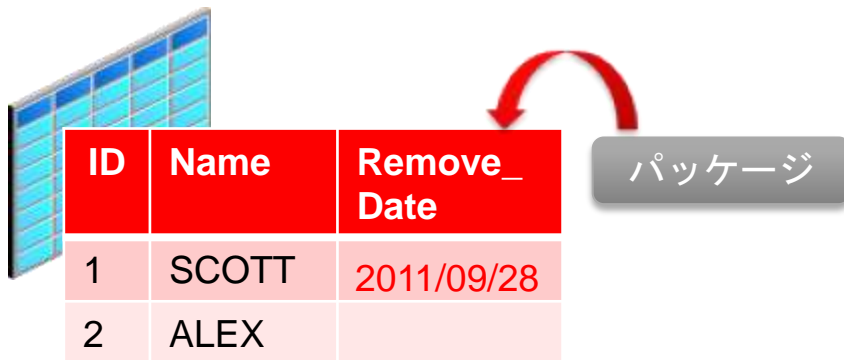 ID Name Remove_
Date
パッケージ
1 SCOTT 2011/09/28
2 ALEX